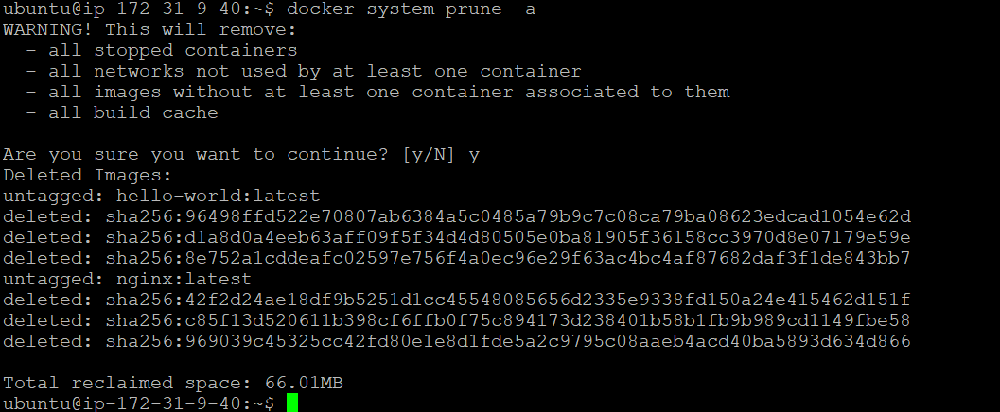 ubuntu@ip-172-31-9-40:~$ docker system prune -a
WARNING! This will remove:
  - all stopped containers
  - all networks not used by at least one container
  - all images without at least one container associated to them
  - all build cache

Are you sure you want to continue? [y/N] y
Deleted Images:
untagged: hello-world:latest
deleted: sha256:96498ffd522e70807ab6384a5c0485a79b9c7c08ca79ba08623edcad1054e62d
deleted: sha256:d1a8d0a4eeb63aff09f5f34d4d80505e0ba81905f36158cc3970d8e07179e59e
deleted: sha256:8e752a1cddeafc02597e756f4a0ec96e29f63ac4bc4af87682daf3f1de843bb7
untagged: nginx:latest
deleted: sha256:42f2d24ae18df9b5251d1cc45548085656d2335e9338fd150a24e415462d151f
deleted: sha256:c85f13d520611b398cf6ffb0f75c894173d238401b58b1fb9b989cd1149fbe58
deleted: sha256:969039c45325cc42fd80e1e8d1fde5a2c9795c08aaeb4acd40ba5893d634d866

Total reclaimed space: 66.01MB
ubuntu@ip-172-31-9-40:~$